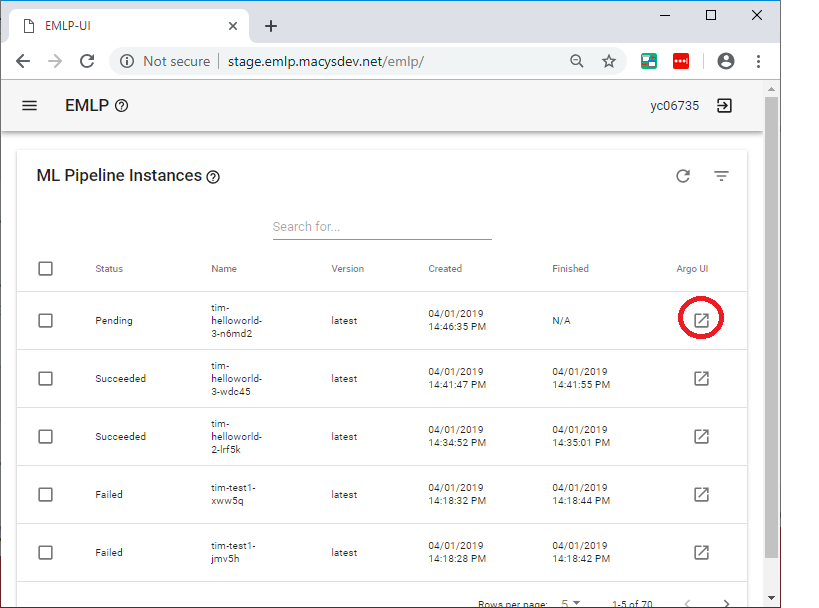 EMLP-UI
Not secure | stage.emlp.macysdev.net/emlp/
EMLP
yc06735
ML Pipeline Instances
Search for...
Status Name Version Created Finished Argo UI
Pending tim-helloworld-3-n6md2 latest 04/01/2019 14:46:35 PM N/A
Succeeded tim-helloworld-3-wdc45 latest 04/01/2019 14:41:47 PM 04/01/2019 14:41:55 PM
Succeeded tim-helloworld-2-lrf5k latest 04/01/2019 14:34:52 PM 04/01/2019 14:35:01 PM
Failed tim-test1-xww5q latest 04/01/2019 14:18:32 PM 04/01/2019 14:18:44 PM
Failed tim-test1-jmv5h latest 04/01/2019 14:18:28 PM 04/01/2019 14:18:42 PM
Rows per page: 5 1-5 of 70